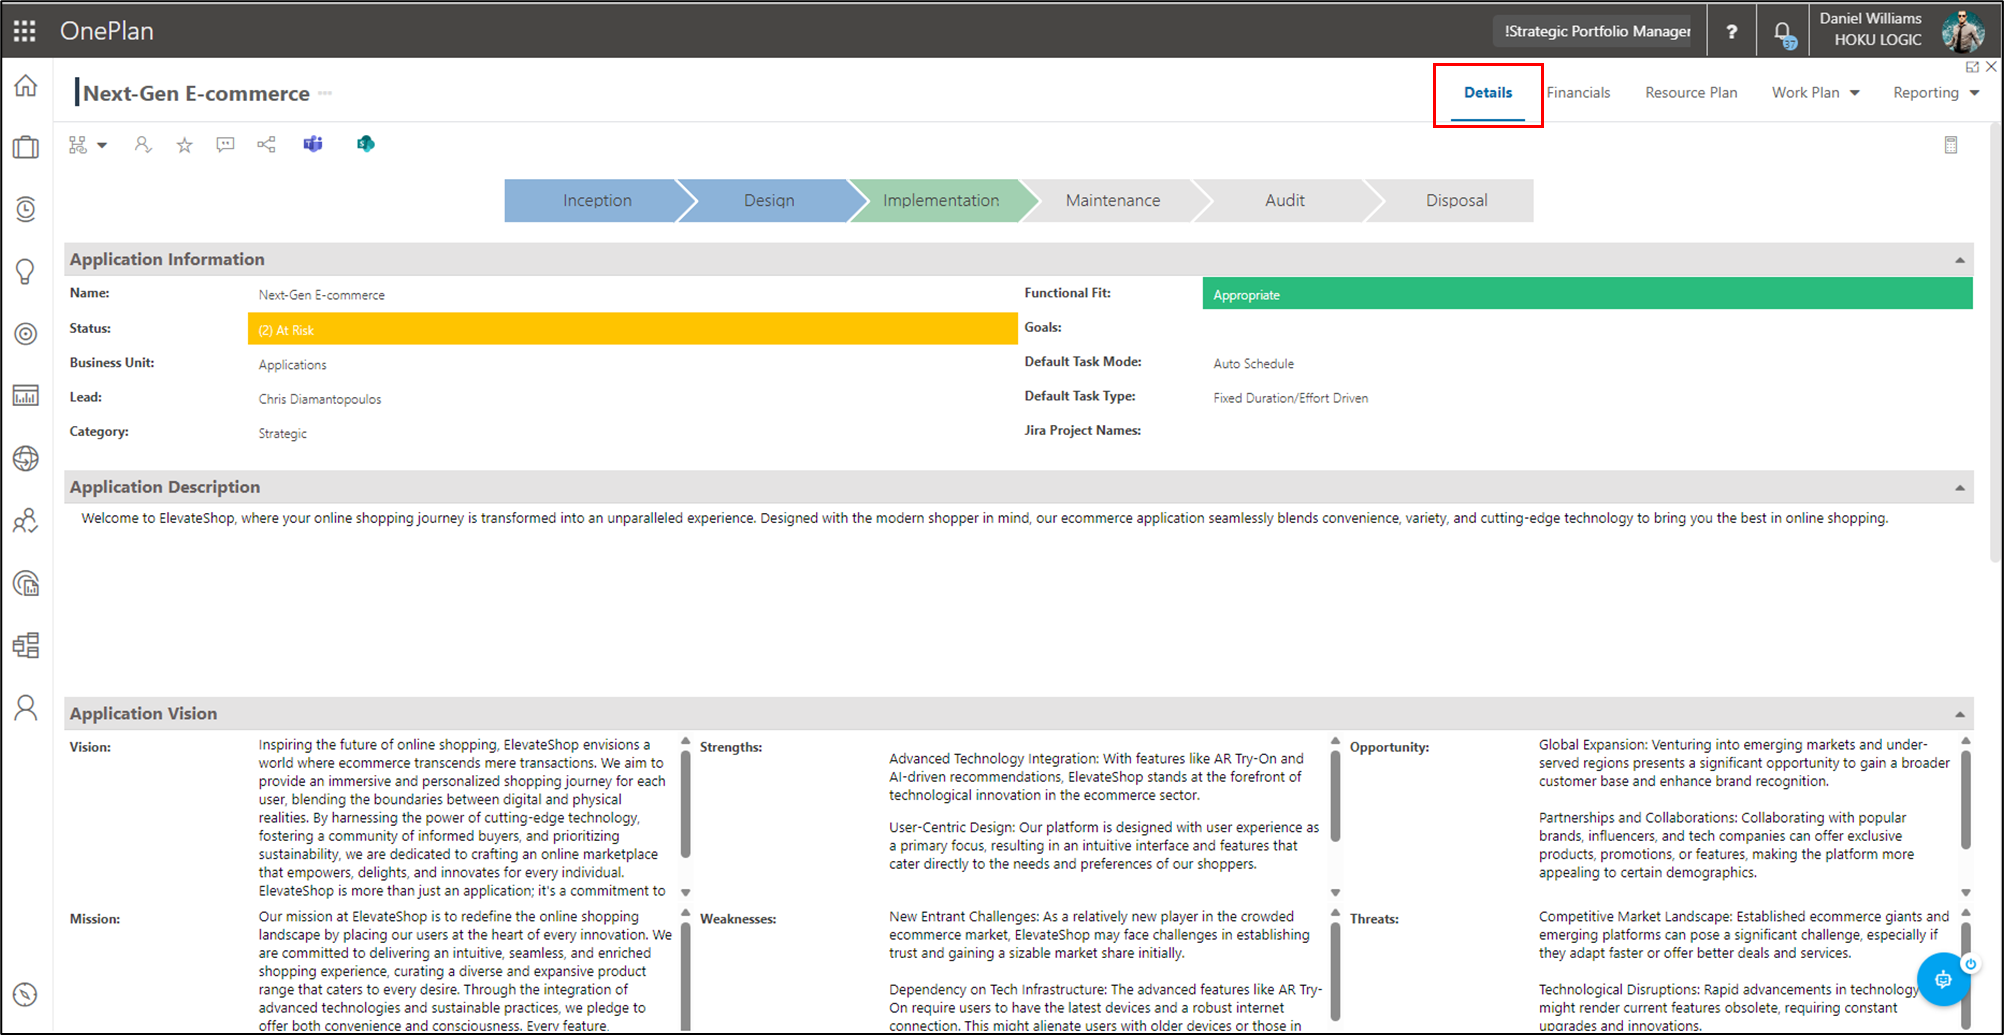 OnePlan
!Strategic Portfolio Manager
?
37
Daniel Williams
HOKU LOGIC
Next-Gen E-commerce
Details
Financials
Resource Plan
Work Plan
Reporting
Inception
Design
Implementation
Maintenance
Audit
Disposal
Application Information
Name:
Next-Gen E-commerce
Status:
(2) At Risk
Business Unit:
Applications
Lead:
Chris Diamantopoulos
Category:
Strategic
Functional Fit:
Appropriate
Goals:
Default Task Mode:
Auto Schedule
Default Task Type:
Fixed Duration/Effort Driven
Jira Project Names:
Application Description
Welcome to ElevateShop, where your online shopping journey is transformed into an unparalleled experience. Designed with the modern shopper in mind, our ecommerce application seamlessly blends convenience, variety, and cutting-edge technology to bring you the best in online shopping.
Application Vision
Vision:
Inspiring the future of online shopping, ElevateShop envisions a
world where ecommerce transcends mere transactions. We aim to
provide an immersive and personalized shopping journey for each
user, blending the boundaries between digital and physical
realities. By harnessing the power of cutting-edge technology,
fostering a community of informed buyers, and prioritizing
sustainability, we are dedicated to crafting an online marketplace
that empowers, delights, and innovates for every individual.
ElevateShop is more than just an application; it's a commitment to
Strengths:
Advanced Technology Integration: With features like AR Try-On and
AI-driven recommendations, ElevateShop stands at the forefront of
technological innovation in the ecommerce sector.
User-Centric Design: Our platform is designed with user experience as
a primary focus, resulting in an intuitive interface and features that
cater directly to the needs and preferences of our shoppers.
Opportunity:
Global Expansion: Venturing into emerging markets and under-
served regions presents a significant opportunity to gain a broader
customer base and enhance brand recognition.
Partnerships and Collaborations: Collaborating with popular
brands, influencers, and tech companies can offer exclusive
products, promotions, or features, making the platform more
appealing to certain demographics.
Mission:
Our mission at ElevateShop is to redefine the online shopping
landscape by placing our users at the heart of every innovation. We
are committed to delivering an intuitive, seamless, and enriched
shopping experience, curating a diverse and expansive product
range that caters to every desire. Through the integration of
advanced technologies and sustainable practices, we pledge to
offer both convenience and consciousness. Every feature,
Weaknesses:
New Entrant Challenges: As a relatively new player in the crowded
ecommerce market, ElevateShop may face challenges in establishing
trust and gaining a sizable market share initially.
Dependency on Tech Infrastructure: The advanced features like AR Try-
On require users to have the latest devices and a robust internet
connection. This might alienate users with older devices or those in
Threats:
Competitive Market Landscape: Established ecommerce giants and
emerging platforms can pose a significant challenge, especially if
they adapt faster or offer better deals and services.
Technological Disruptions: Rapid advancements in technology
might render current features obsolete, requiring constant
upgrades and innovations.